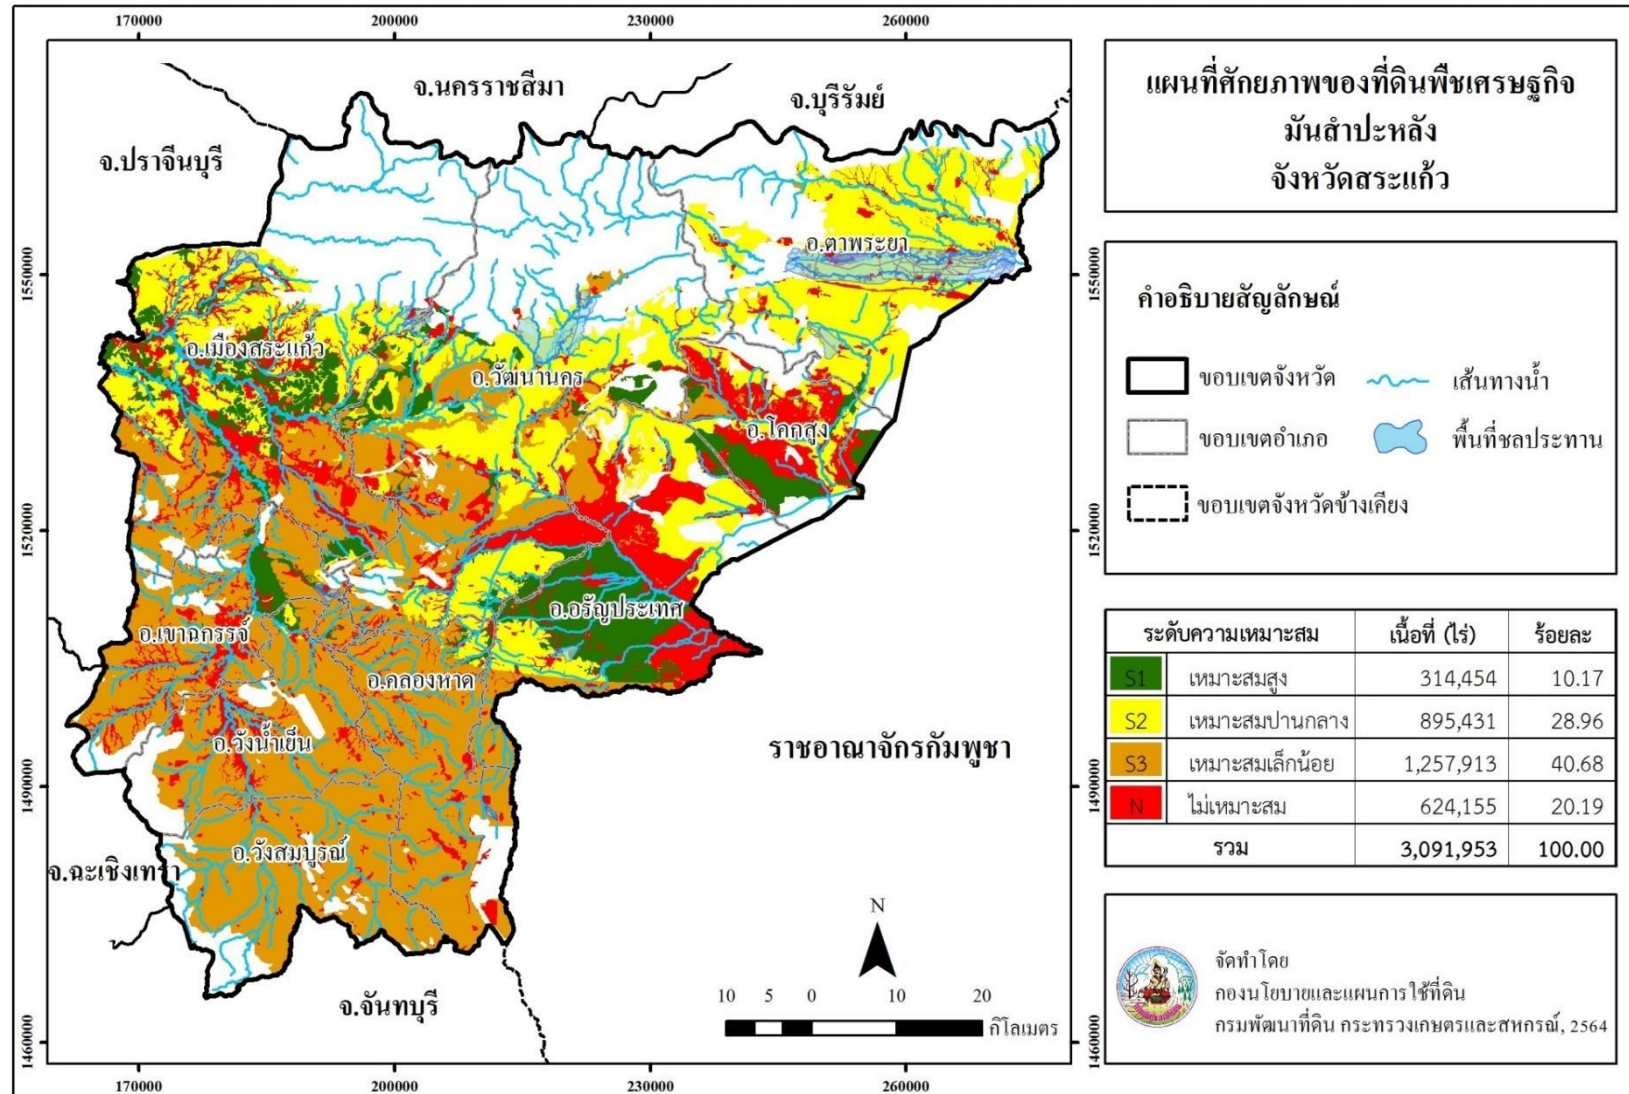 170000
200000
230000
260000
แผนที่ศักยภาพของที่ดินพืชเศรษฐกิจ
มันสำปะหลัง
จังหวัดสระแก้ว
จ.นครราชสีมา
จ.บุรีรัมย์
จ.ปราจีนบุรี
อ.ตาพระยา
1550000
1550000
อ.เมืองสระแก้ว
อ.วัฒนานคร
อ.โคกสูง
1520000
1520000
อ.อรัญประเทศ
อ.เขาฉกรรจ์
อ.คลองหาด
อ.วังน้ำเย็น
ราชอาณาจักรกัมพูชา
1490000
1490000
อ.วังสมบูรณ์
จ.ฉะเชิงเทรา
จ.จันทบุรี
N
10 5 0 10 20
กิโลเมตร
1460000
1460000
170000
200000
230000
260000
คำอธิบายสัญลักษณ์
ขอบเขตจังหวัด เส้นทางน้ำ
ขอบเขตอำเภอ พื้นที่ชลประทาน
ขอบเขตจังหวัดข้างเคียง
ระดับความเหมาะสม เนื้อที่ (ไร่) ร้อยละ
S1 เหมาะสมสูง 314,454 10.17
S2 เหมาะสมปานกลาง 895,431 28.96
S3 เหมาะสมเล็กน้อย 1,257,913 40.68
N ไม่เหมาะสม 624,155 20.19
รวม 3,091,953 100.00
จัดทำโดย
กองนโยบายและแผนการใช้ที่ดิน
กรมพัฒนาที่ดิน กระทรวงเกษตรและสหกรณ์, 2564